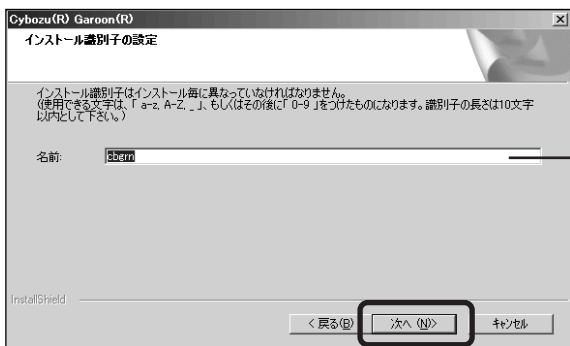 Cybozu(R) Garoon(R)
インストール識別子の設定
インストール識別子はインストール毎に異なっていなければなりません。
(使用できる文字は、「 a-z, A-Z, _ 」、もしくはその後に「 0-9 」をつけたものになります。識別子の長さは10文字
以内として下さい。)
名前:
cbgrn
InstallShield
< 戻る(B)
次へ (N)>
キャンセル